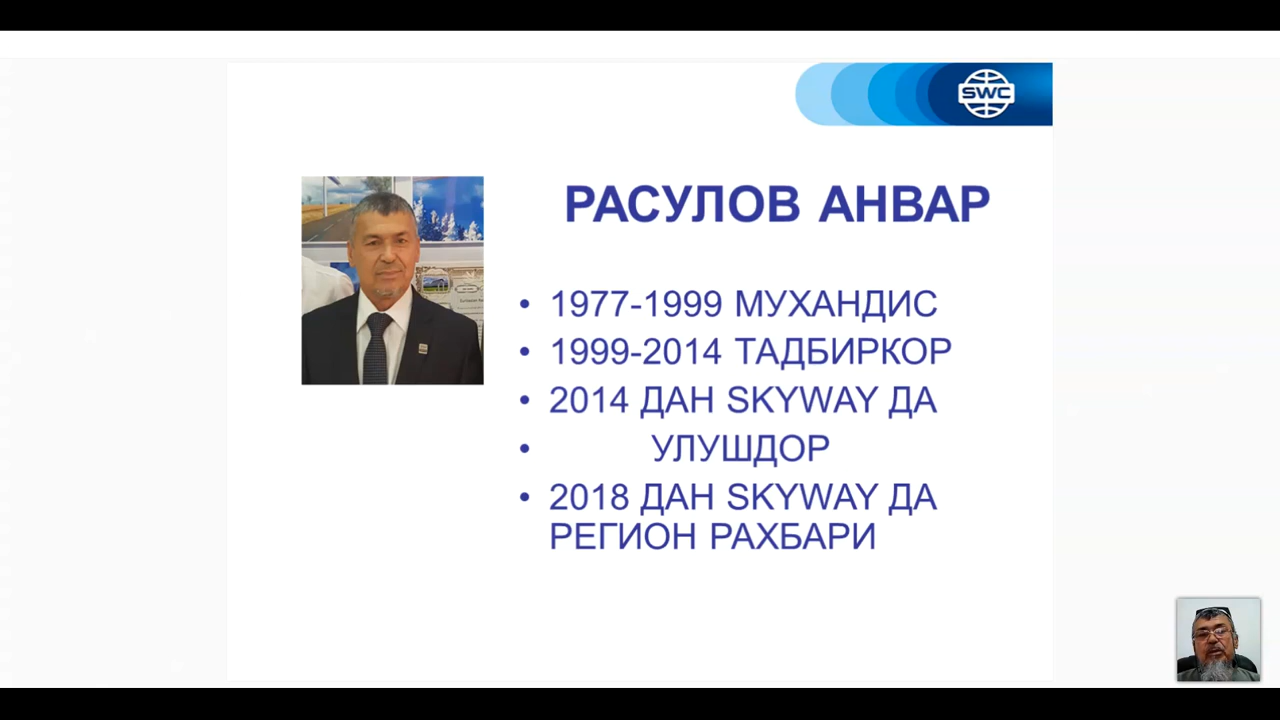 SWC
РАСУЛОВ АНВАР
• 1977-1999 МУХАНДИС
• 1999-2014 ТАДБИРКОР
• 2014 ДАН SKYWAY ДА
• УЛУШДОР
• 2018 ДАН SKYWAY ДА
РЕГИОН РАХБАРИ